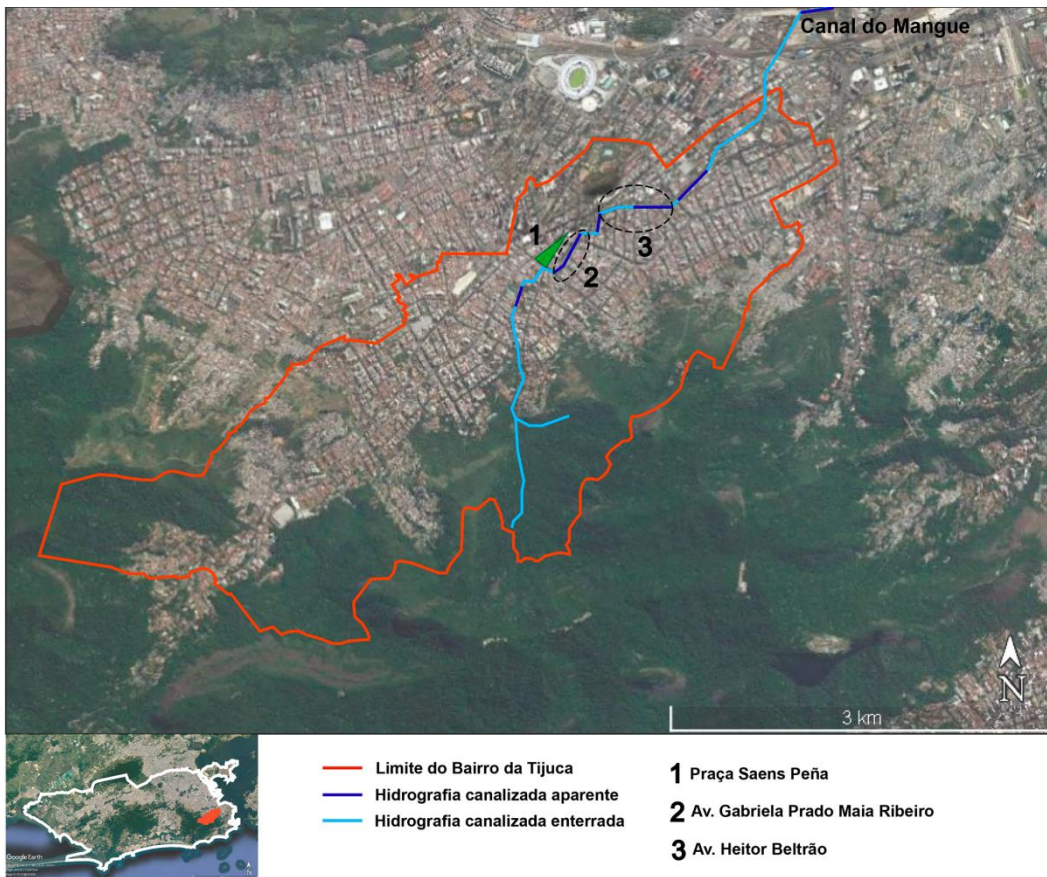 Canal do Mangue
1
2
3
3 km
N
Limite do Bairro da Tijuca
Hidrografia canalizada aparente
Hidrografia canalizada enterrada
1 Praça Saens Peña
2 Av. Gabriela Prado Maia Ribeiro
3 Av. Heitor Beltrão
Google Earth